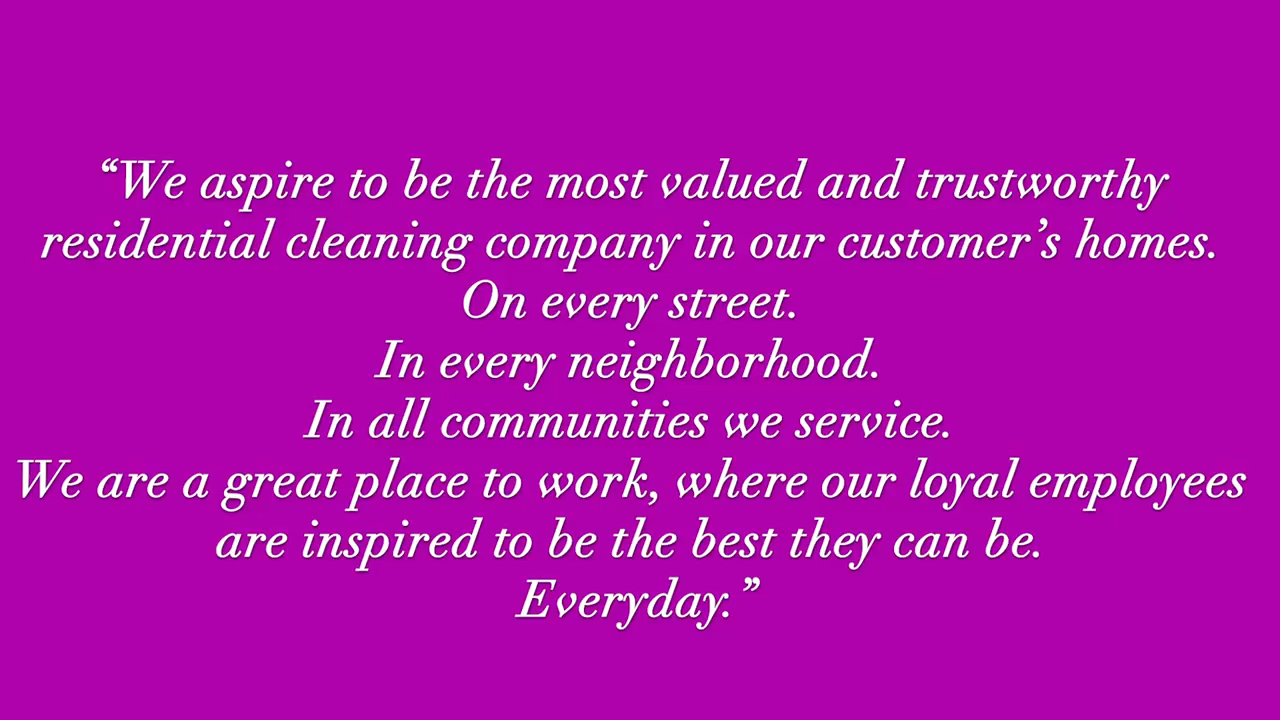 “We aspire to be the most valued and trustworthy
residential cleaning company in our customer’s homes.
On every street.
In every neighborhood.
In all communities we service.
We are a great place to work, where our loyal employees
are inspired to be the best they can be.
Everyday.”